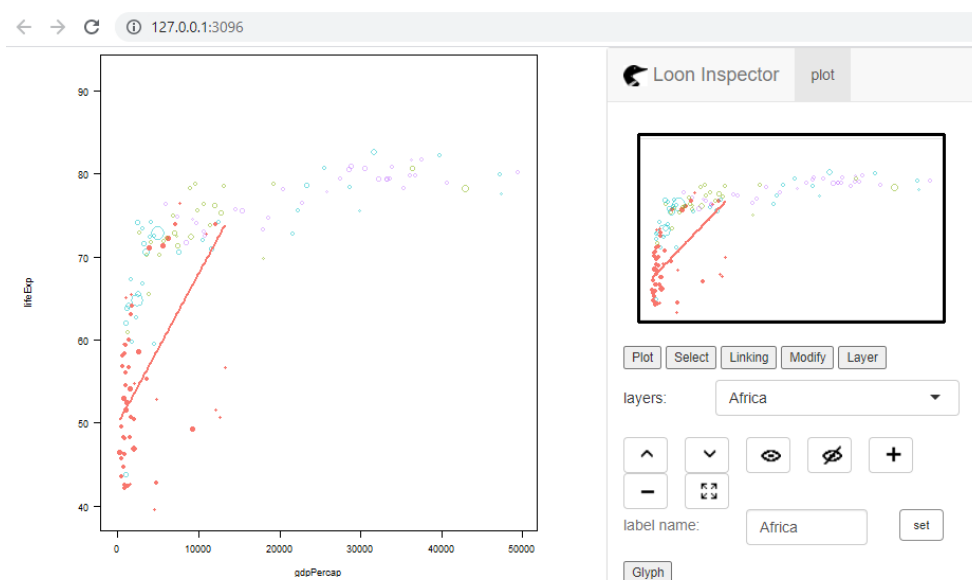 127.0.0.1:3096
Loon Inspector plot
90
80
70
60
50
40
lifeExp
0 10000 20000 30000 40000 50000
gdpPercap
Plot Select Linking Modify Layer
layers: Africa
label name: Africa set
Glyph